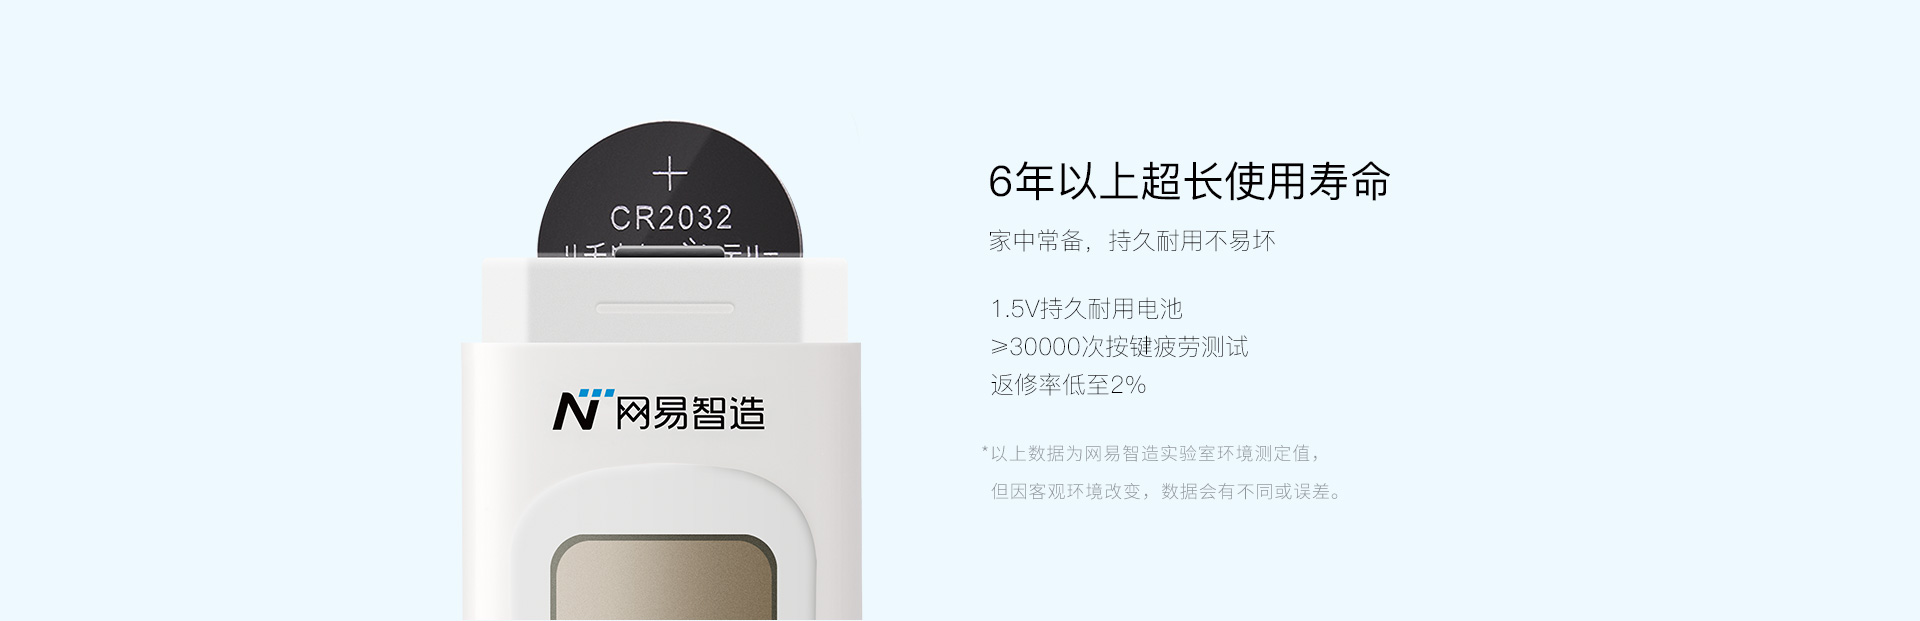 +
CR2032
网易智造
6年以上超长使用寿命
家中常备，持久耐用不易坏
1.5V持久耐用电池
≥30000次按键疲劳测试
返修率低至2%
*以上数据为网易智造实验室环境测定值，
但因客观环境改变，数据会有不同或误差。